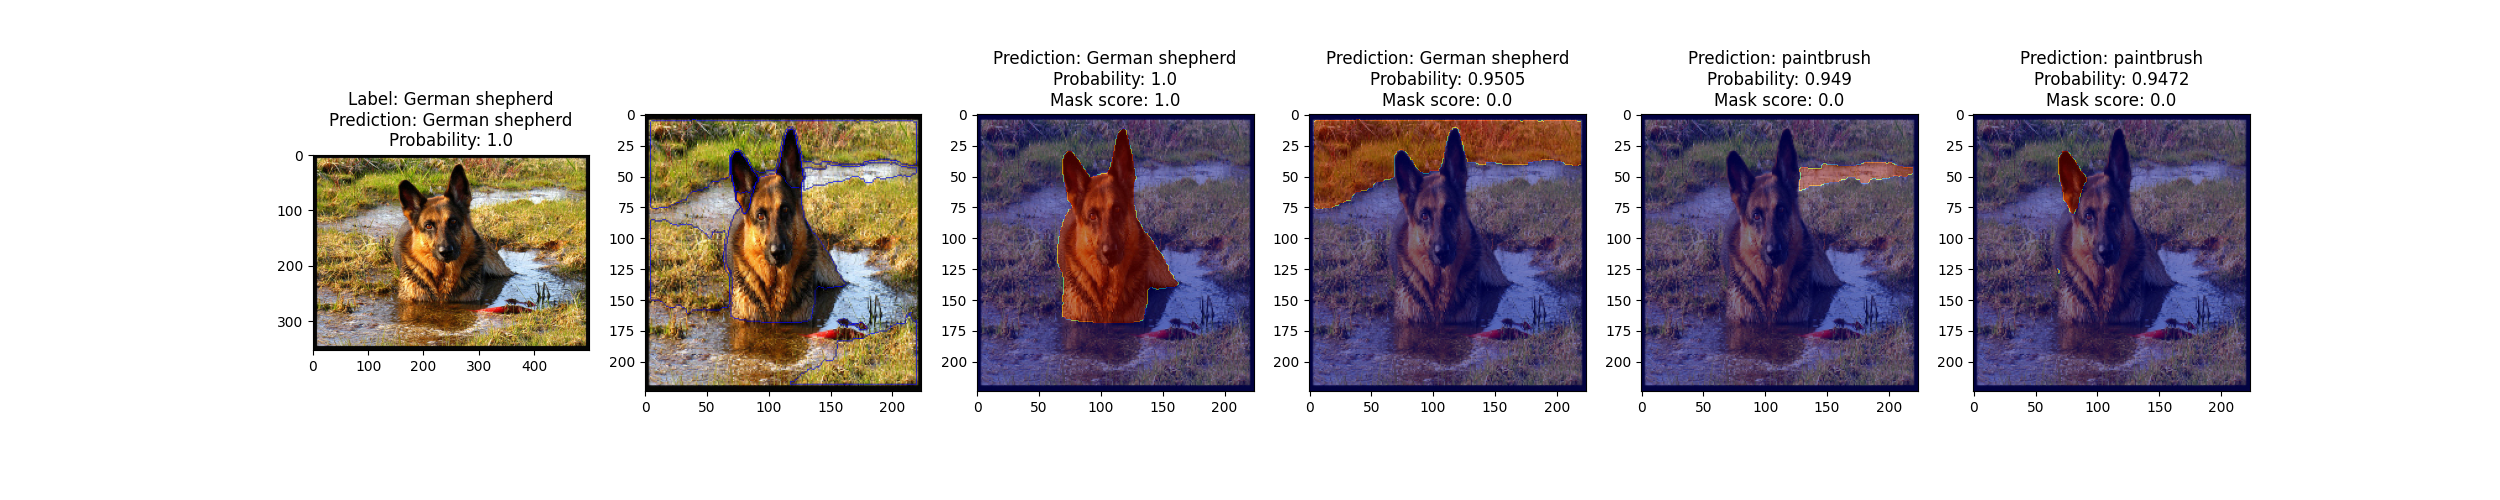 Label: German shepherd
Prediction: German shepherd
Probability: 1.0
0
100
200
300
0 100 200 300 400
0
25
50
75
100
125
150
175
200
0 50 100 150 200
Prediction: German shepherd
Probability: 1.0
Mask score: 1.0
0
25
50
75
100
125
150
175
200
0 50 100 150 200
Prediction: German shepherd
Probability: 0.9505
Mask score: 0.0
0
25
50
75
100
125
150
175
200
0 50 100 150 200
Prediction: paintbrush
Probability: 0.949
Mask score: 0.0
0
25
50
75
100
125
150
175
200
0 50 100 150 200
Prediction: paintbrush
Probability: 0.9472
Mask score: 0.0
0
25
50
75
100
125
150
175
200
0 50 100 150 200